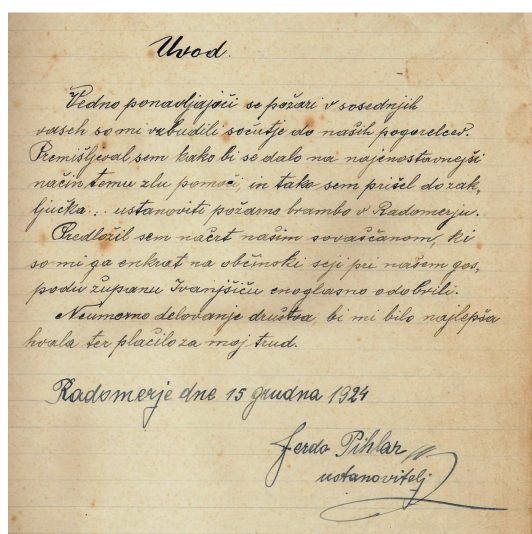 Uvod.
Vedno ponavljajoči se požari v sosednjih
vaseh so mi vzbudili sočutje do naših pogorelcev.
Premišljeval sem kako bi se dalo na najenostavnejši
način temu zlu pomoči, in tako sem prišel do zak-
ljučka: ustanoviti požarno brambo v Radomerju.
Predložil sem načrt našim sovaščanom, ki
so mi ga enkrat na občinski seji pri našem gos,
podu županu Ivanjšiču enoglasno odobrili.
Neumorno delovanje društva, bi mi bilo najlepša
hvala ter plačilo za moj trud.
Radomerje dne 15 grudna 1924
Ferdo Pihlar
ustanovitelj